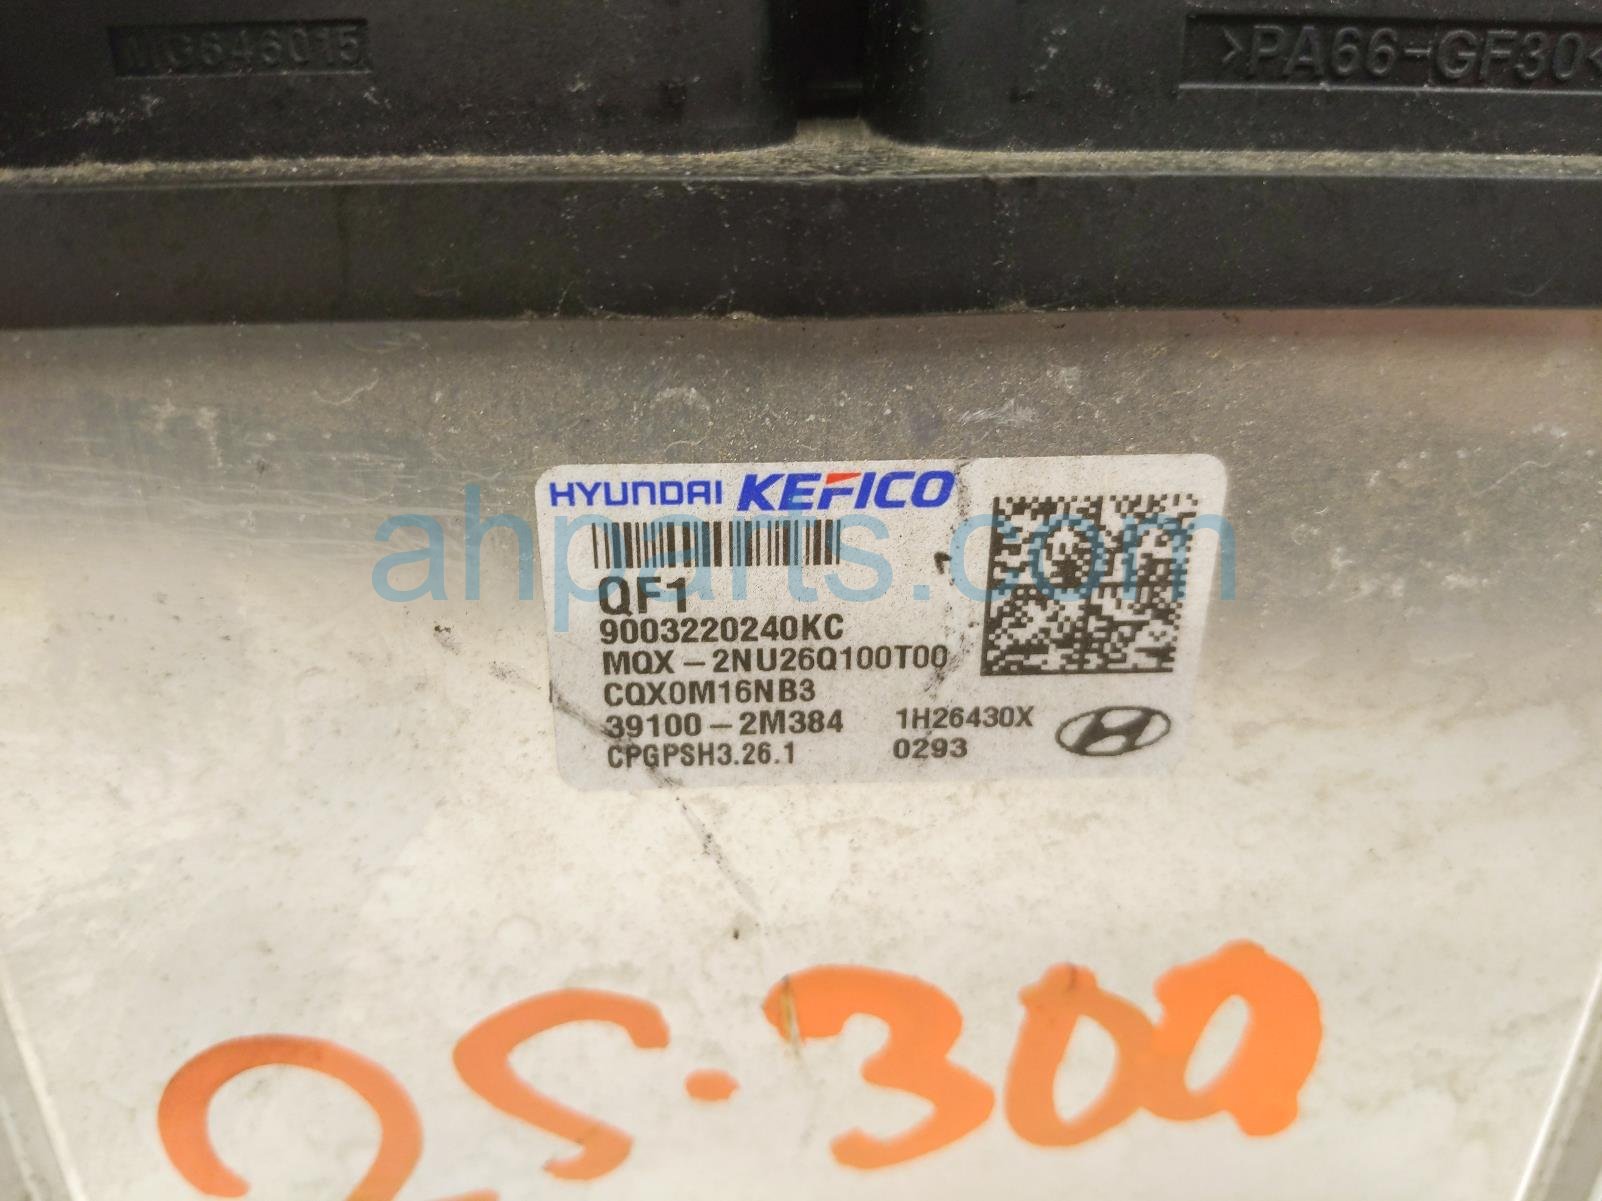 MG646015
>PA66-GF30<
HYUNDAI KEFICO
QF1
9003220240KC
MQX-2NU26Q100T00
CQX0M16NB3
39100-2M384 1H26430X
CPGPSH3.26.1 0293
ahparts.com